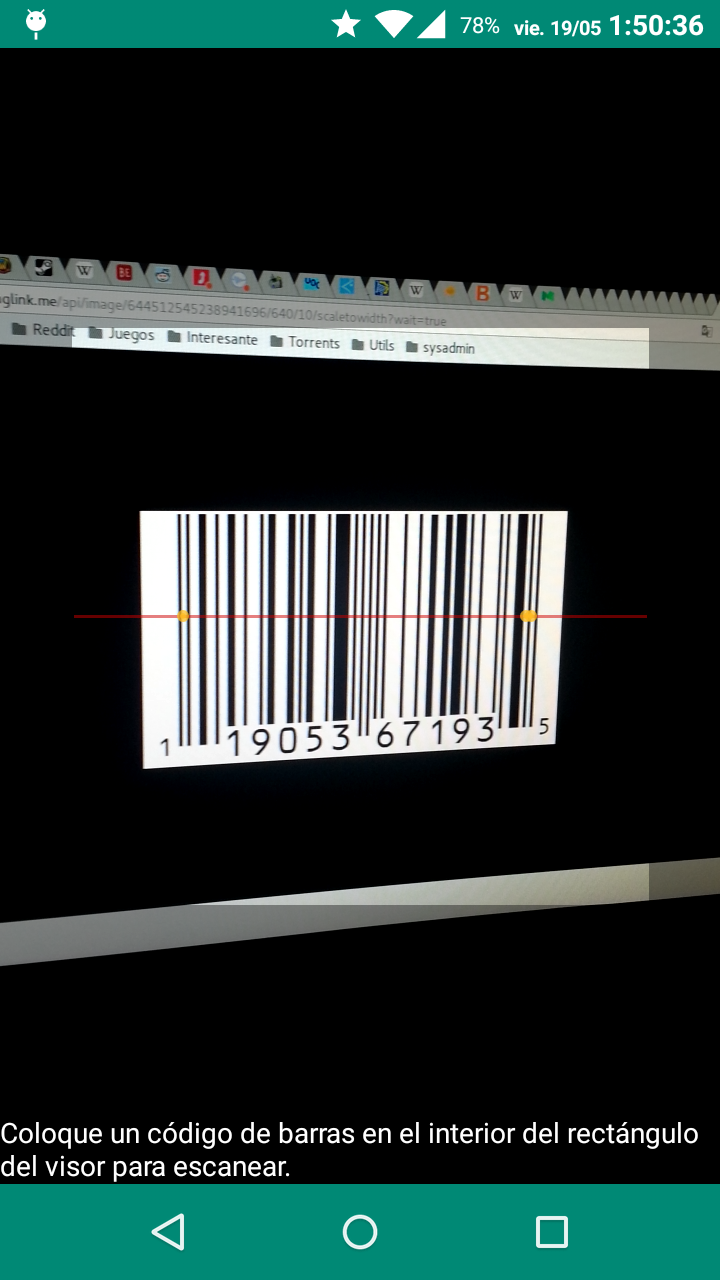 78% vie. 19/05 1:50:36
W BE W B W
glink.me/api/image/644512545238941696/640/10/scaletowidth?wait=true
Reddit Juegos Interesante Torrents Utils sysadmin
1 19053 67193 5
Coloque un código de barras en el interior del rectángulo
del visor para escanear.